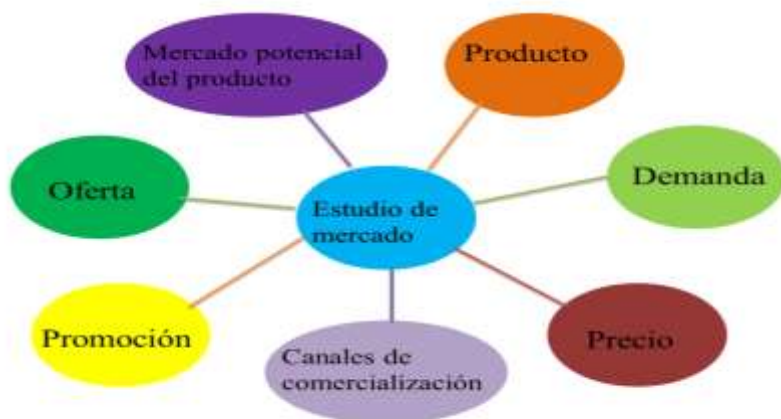 Mercado potencial
del producto
Producto
Oferta
Demanda
Estudio de
mercado
Promoción
Canales de
comercialización
Precio